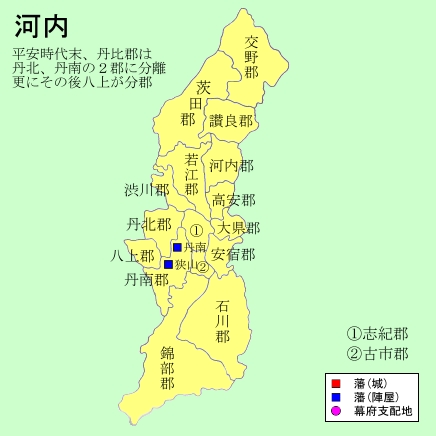 河内
平安時代末、丹比郡は
丹北、丹南の２郡に分離
更にその後八上が分郡
交野郡
茨田郡
讃良郡
若江郡
河内郡
渋川郡
高安郡
丹北郡
①
大県郡
丹南
八上郡
安宿郡
狭山
②
丹南郡
石川郡
錦部郡
①志紀郡
②古市郡
藩(城)
藩(陣屋)
幕府支配地